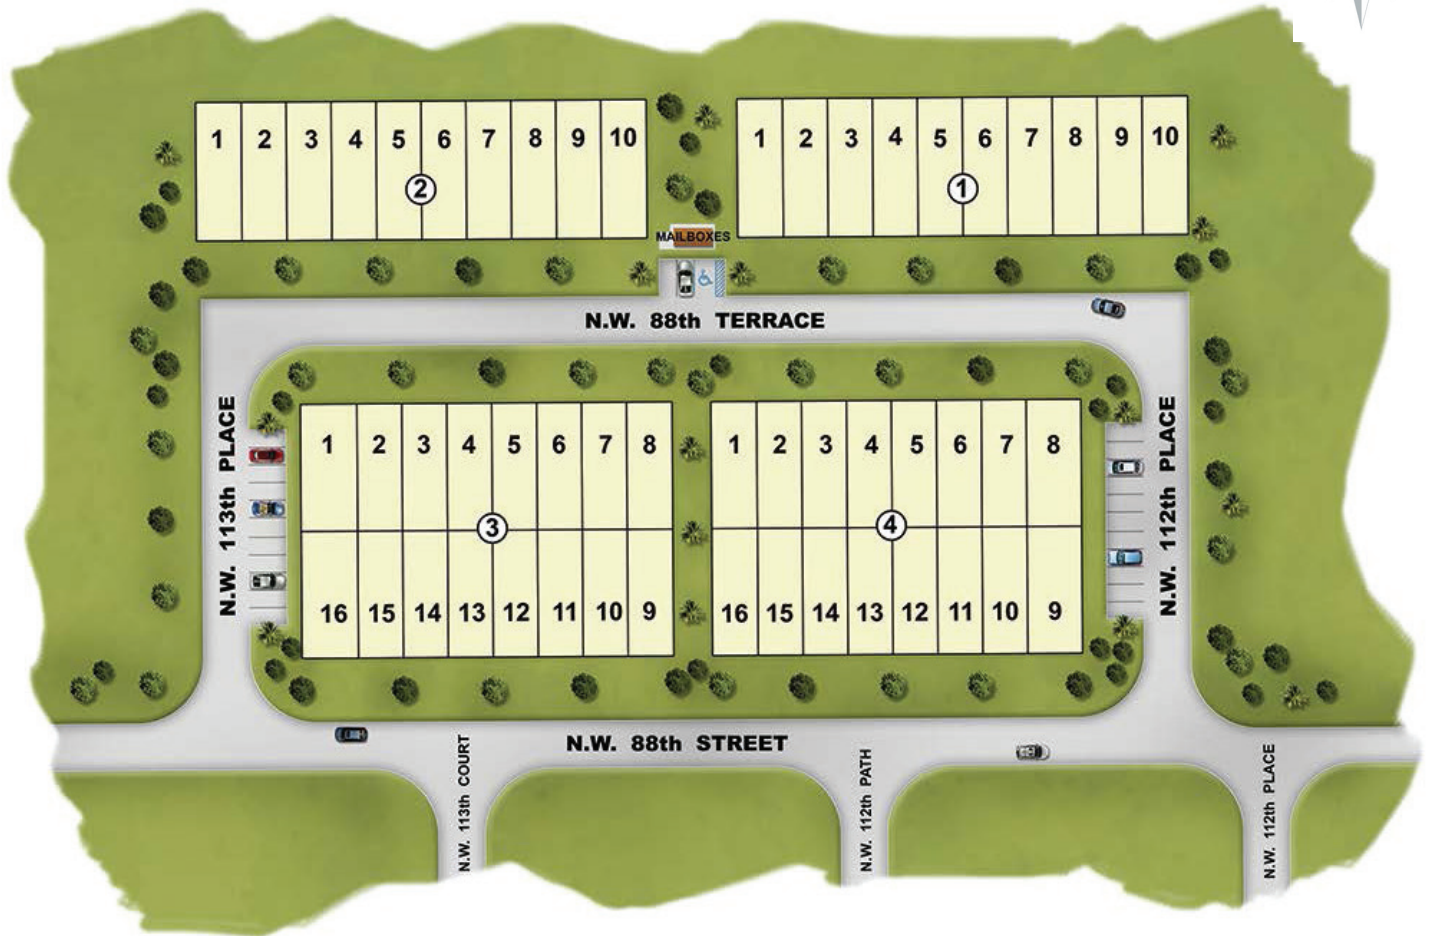 1 2 3 4 5 6 7 8 9 10
2
1 2 3 4 5 6 7 8 9 10
1
MAILBOXES
N.W. 88th TERRACE
N.W. 113th PLACE
1 2 3 4 5 6 7 8
3
16 15 14 13 12 11 10 9
1 2 3 4 5 6 7 8
4
16 15 14 13 12 11 10 9
N.W. 112th PLACE
N.W. 88th STREET
N.W. 113th COURT
N.W. 112th PATH
N.W. 112th PLACE